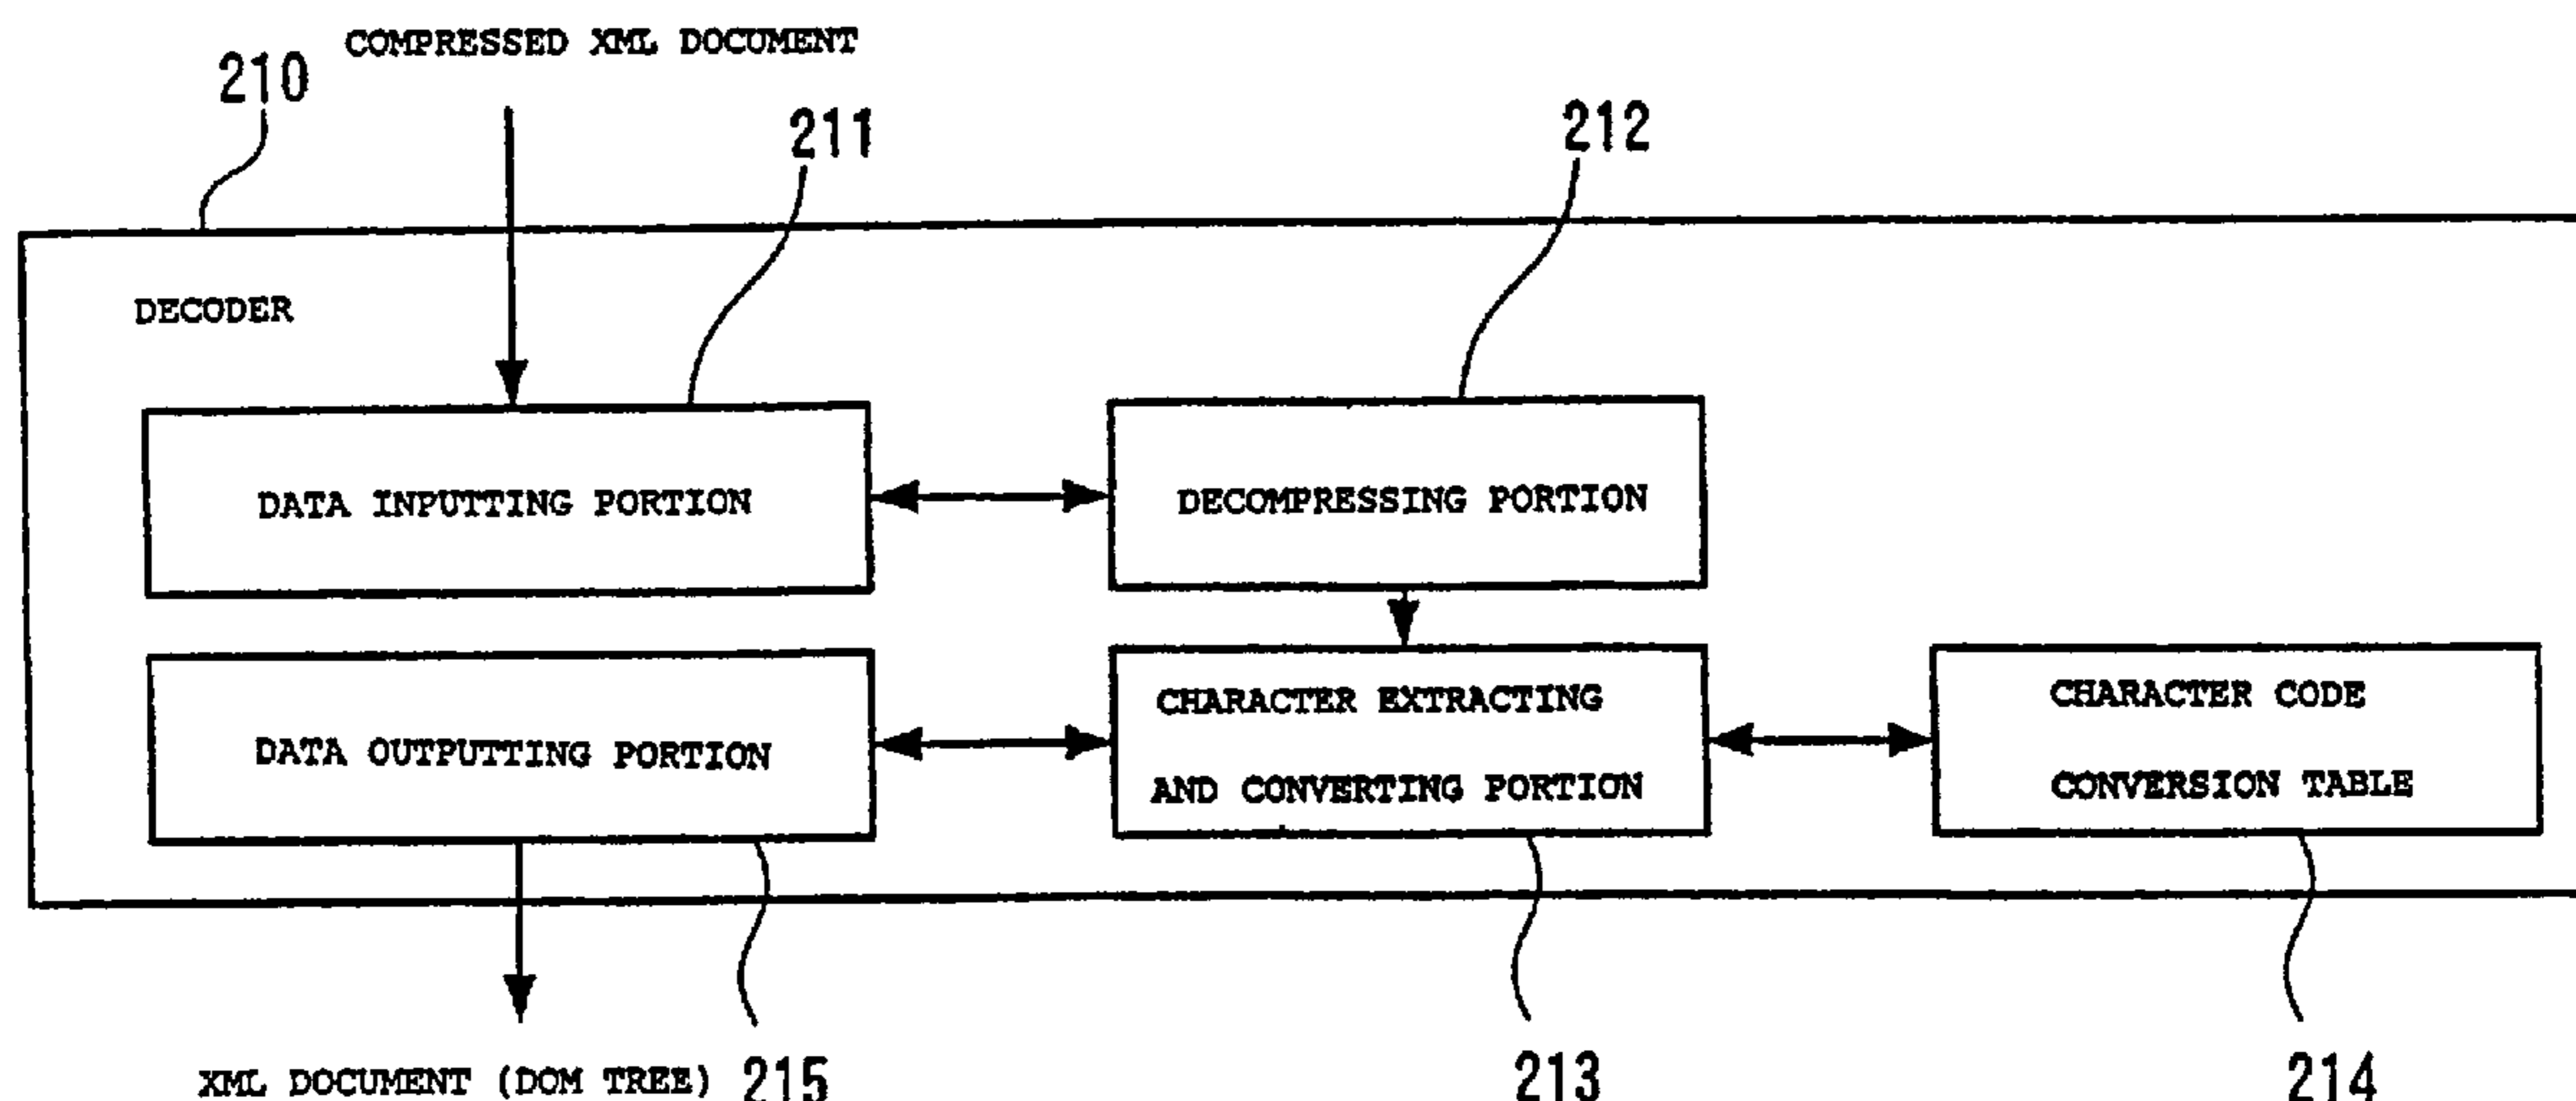 COMPRESSED XML DOCUMENT
210
211
212
DECODER
DATA INPUTTING PORTION
DECOMPRESSING PORTION
DATA OUTPUTTING PORTION
CHARACTER EXTRACTING
AND CONVERTING PORTION
CHARACTER CODE
CONVERSION TABLE
XML DOCUMENT (DOM TREE)
215
213
214